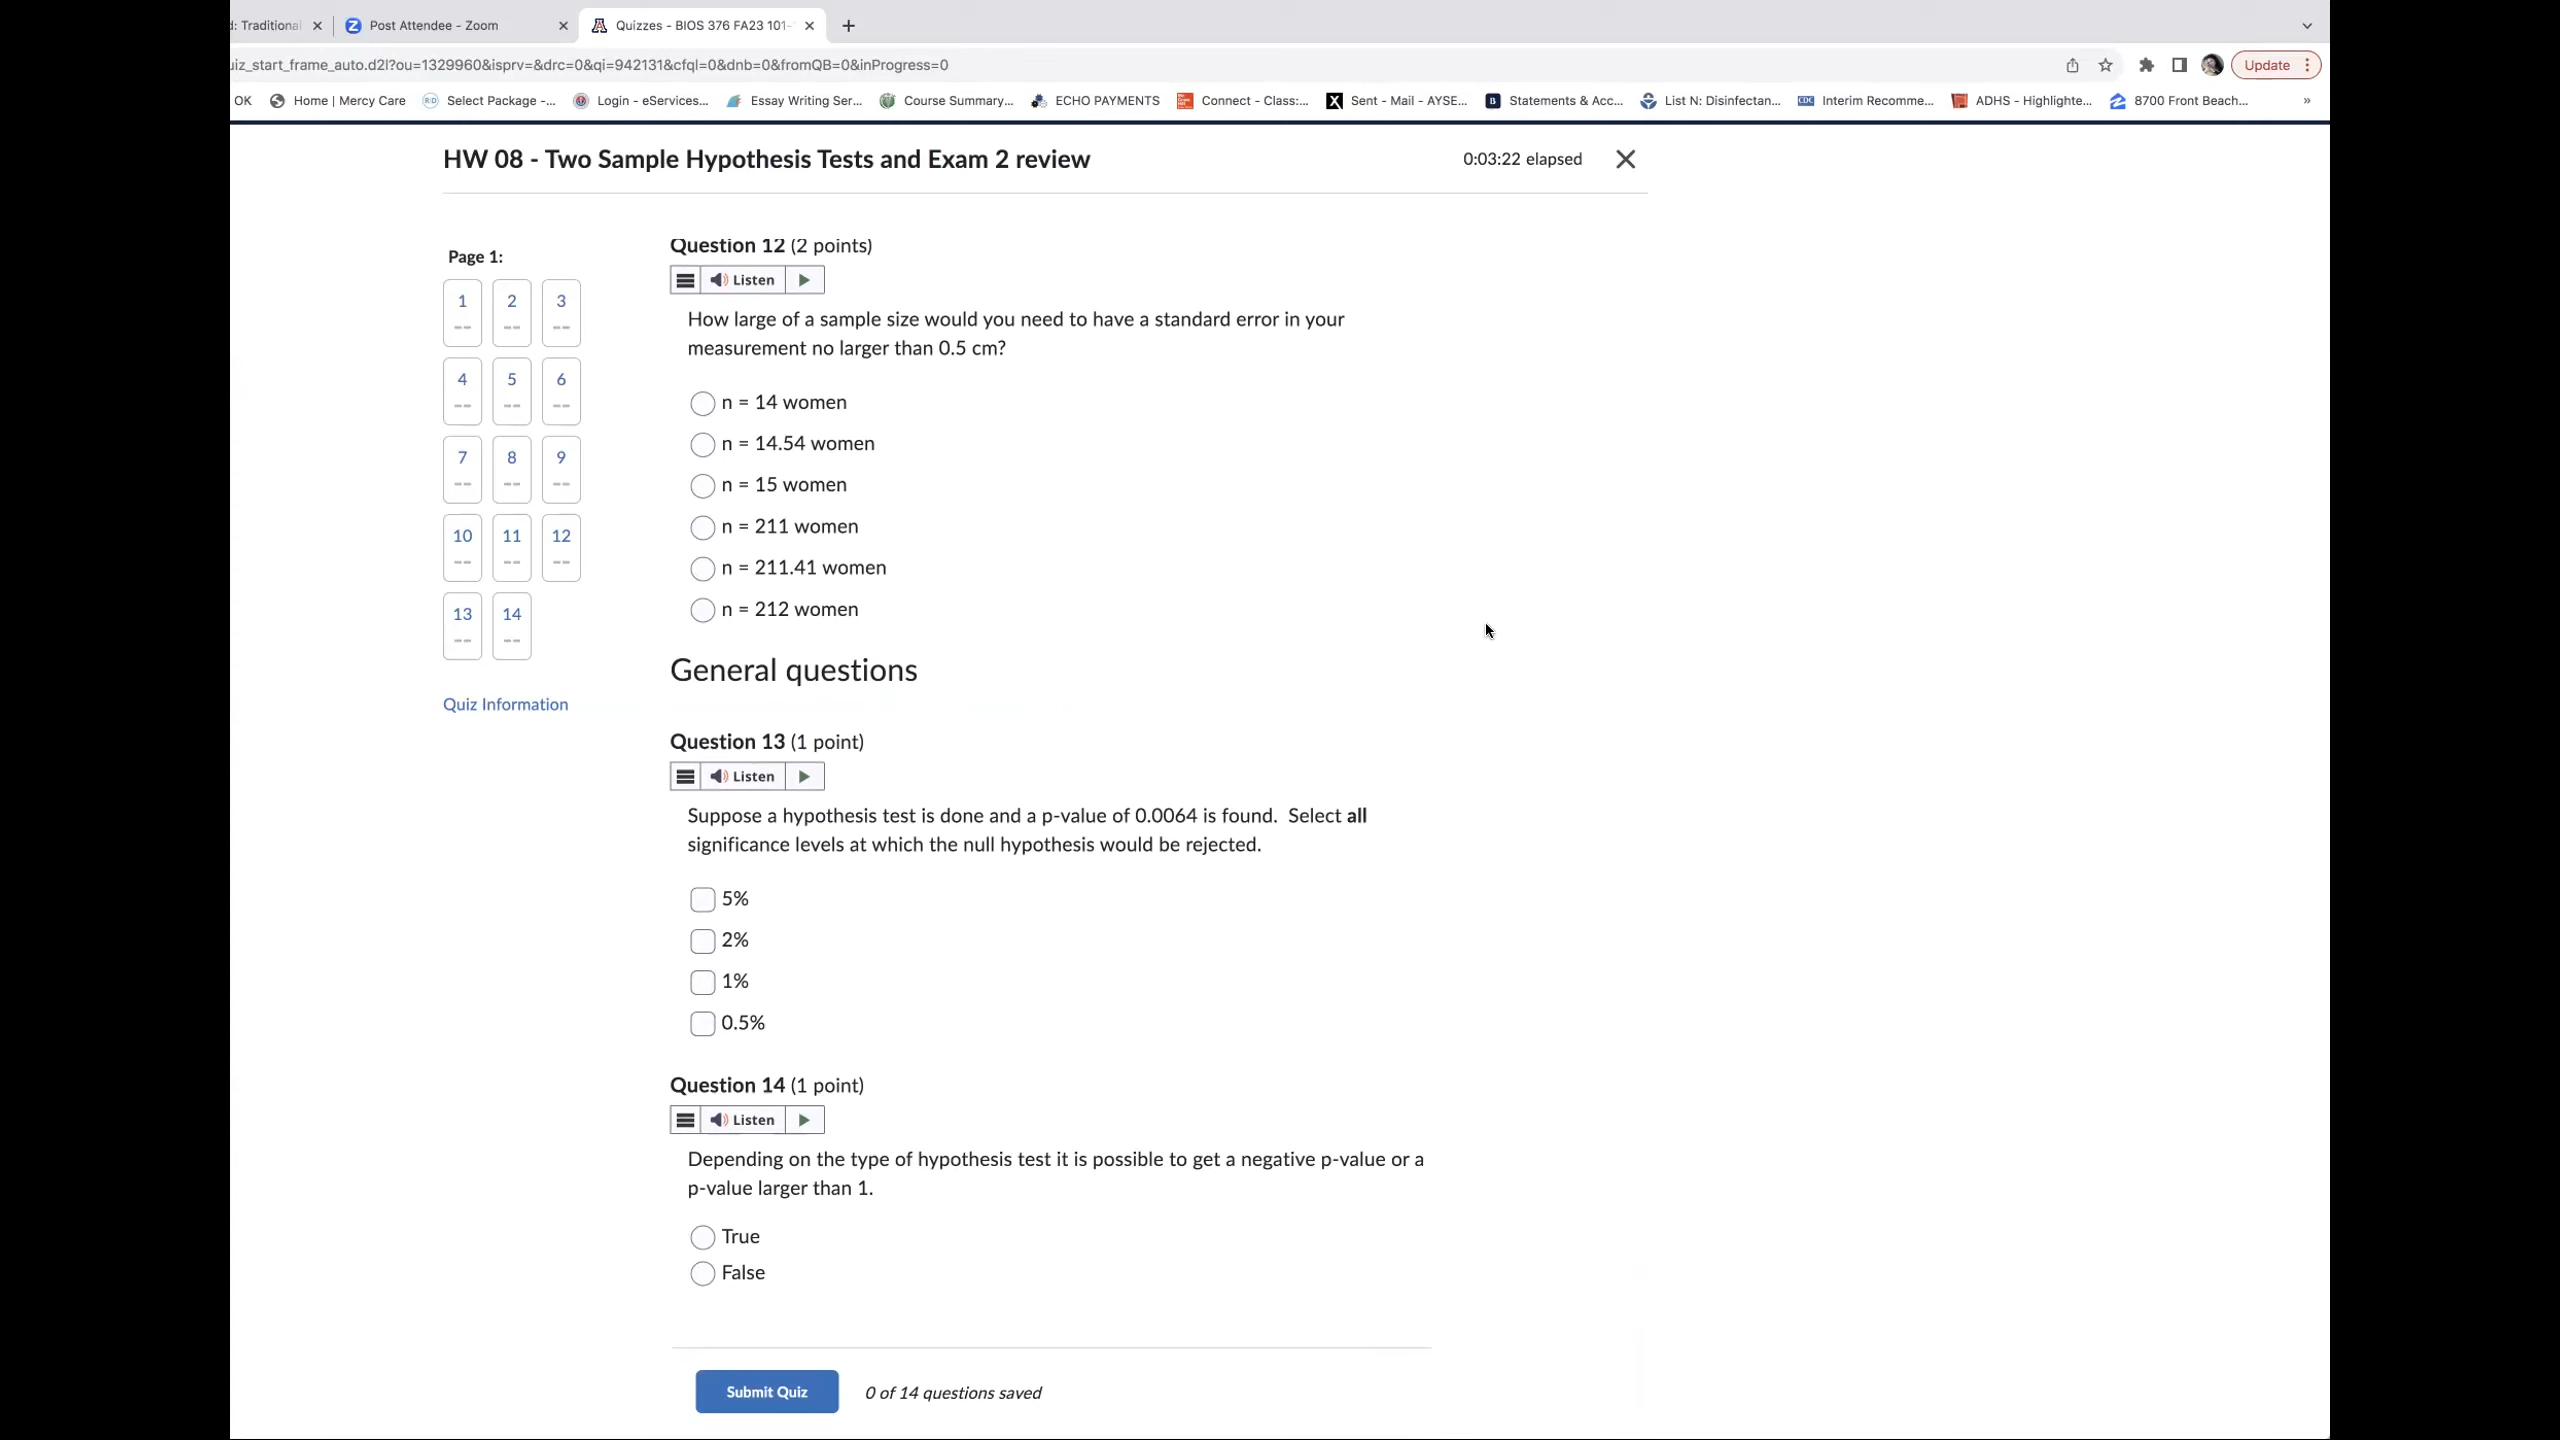 d: Traditional
Post Attendee - Zoom
Quizzes - BIOS 376 FA23 101-
uiz_start_frame_auto.d2l?ou=1329960&isprv=&drc=0&qi=942131&cfql=0&dnb=0&fromQB=0&inProgress=0
Update
OK
Home | Mercy Care
Select Package -...
Login - eServices...
Essay Writing Ser...
Course Summary...
ECHO PAYMENTS
Connect - Class:...
Sent - Mail - AYSE...
Statements & Acc...
List N: Disinfectan...
Interim Recomme...
ADHS - Highlighte...
8700 Front Beach...
»
HW 08 - Two Sample Hypothesis Tests and Exam 2 review
0:03:22 elapsed
Page 1:
1 2 3
-- -- --
4 5 6
-- -- --
7 8 9
-- -- --
10 11 12
-- -- --
13 14
-- --
Quiz Information
Question 12 (2 points)
Listen
How large of a sample size would you need to have a standard error in your
measurement no larger than 0.5 cm?
n = 14 women
n = 14.54 women
n = 15 women
n = 211 women
n = 211.41 women
n = 212 women
General questions
Question 13 (1 point)
Listen
Suppose a hypothesis test is done and a p-value of 0.0064 is found. Select all
significance levels at which the null hypothesis would be rejected.
5%
2%
1%
0.5%
Question 14 (1 point)
Listen
Depending on the type of hypothesis test it is possible to get a negative p-value or a
p-value larger than 1.
True
False
Submit Quiz
0 of 14 questions saved